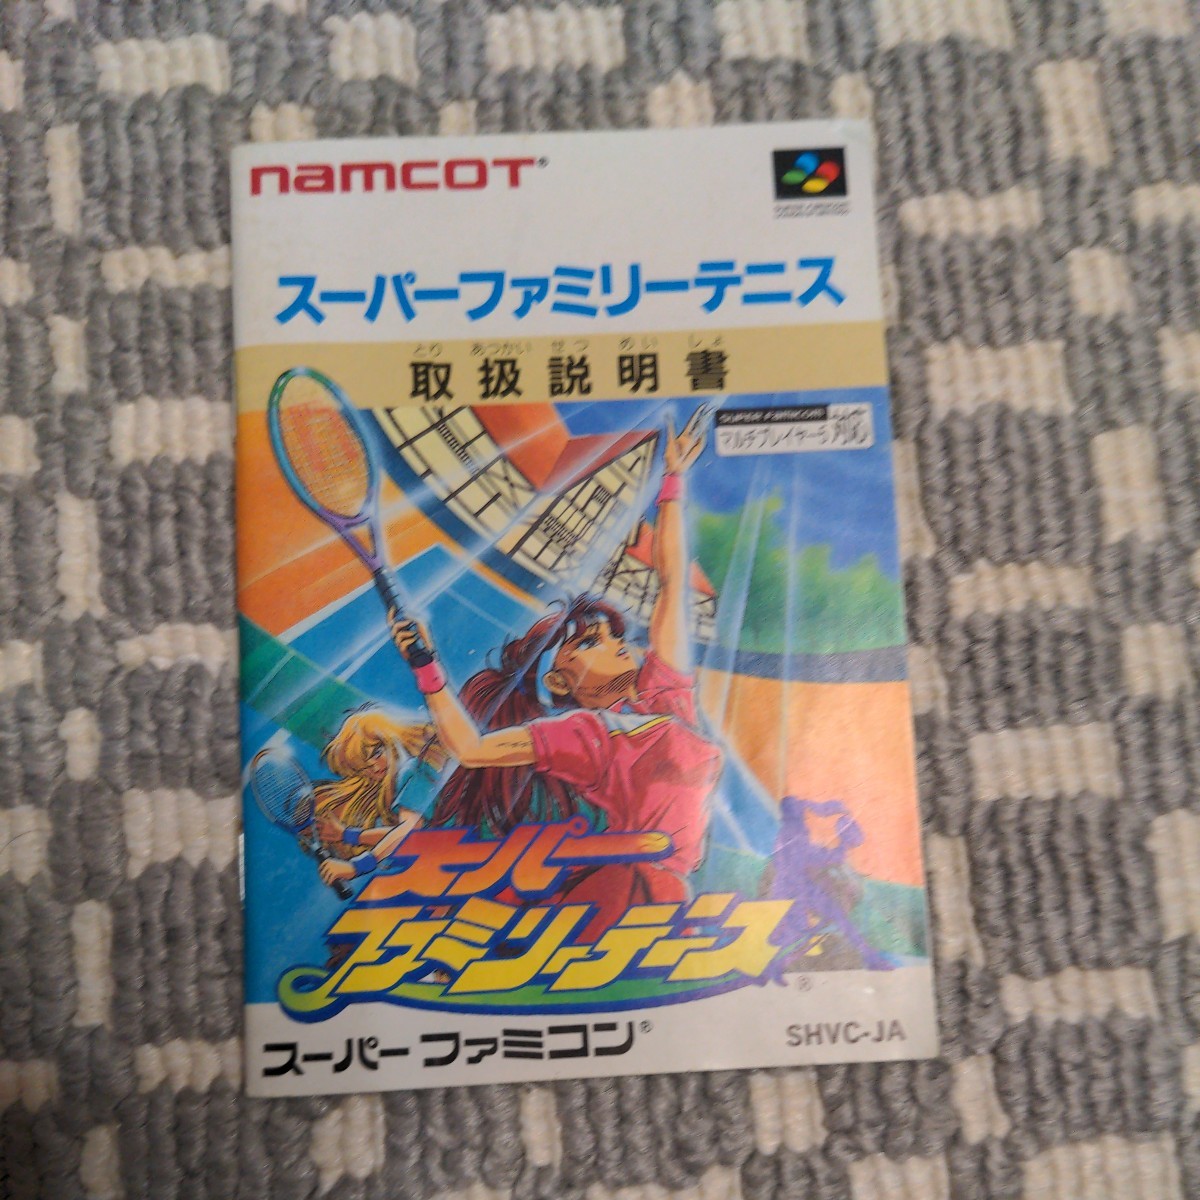 namcoT®
スーパーファミリーテニス
とり あつかい せつ めい しょ
取扱説明書
SUPER FAMICOM
マルチプレイヤー5対応
スーパー
ファミリーテニス
®
スーパーファミコン®
SHVC-JA